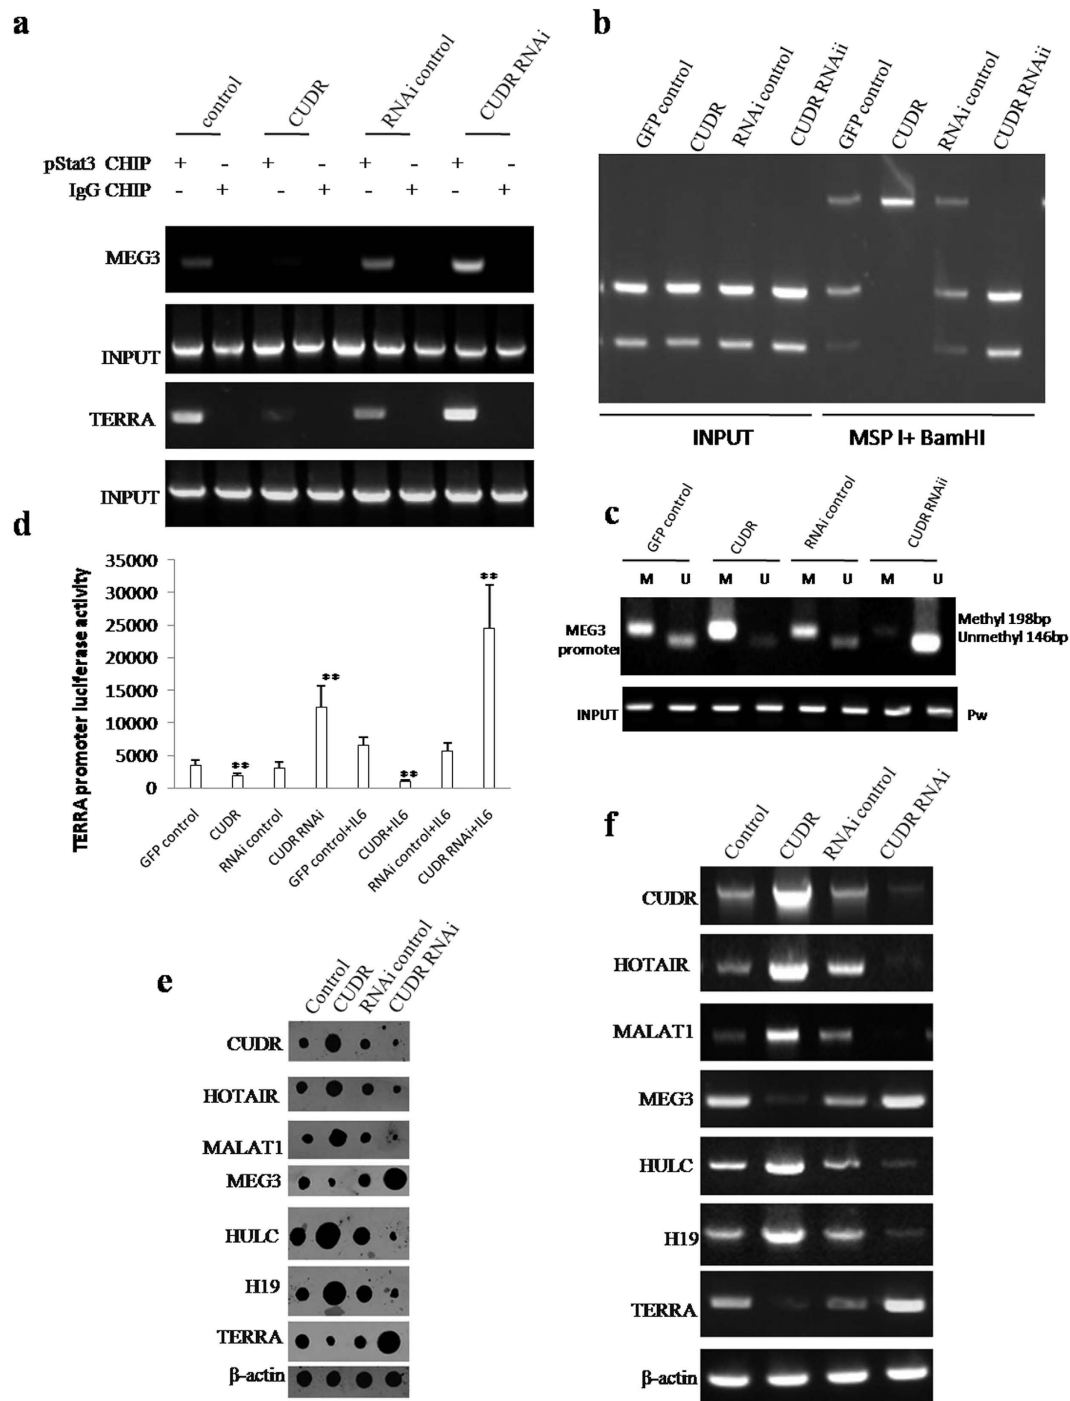 a
control CUDR RNAi control CUDR RNAi
pStat3 CHIP + - + - + - + -
IgG CHIP - + - + - + - +
MEG3
INPUT
TERRA
INPUT
b
GFP control CUDR RNAi control CUDR RNAii GFP control CUDR RNAi control CUDR RNAii
INPUT MSP I+ BamHI
c
GFP control CUDR RNAi control CUDR RNAii
M U M U M U M U
MEG3
promoter
Methyl 198bp
Unmethyl 146bp
INPUT Pw
d
TERRA promoter luciferase activity
35000
30000
25000
20000
15000
10000
5000
0
** ** ** **
GFP control CUDR RNAi control CUDR RNAi GFP control+IL6 CUDR+IL6 RNAi control+IL6 CUDR RNAi+IL6
e
Control CUDR RNAi control CUDR RNAi
CUDR
HOTAIR
MALAT1
MEG3
HULC
H19
TERRA
β-actin
f
Control CUDR RNAi control CUDR RNAi
CUDR
HOTAIR
MALAT1
MEG3
HULC
H19
TERRA
β-actin